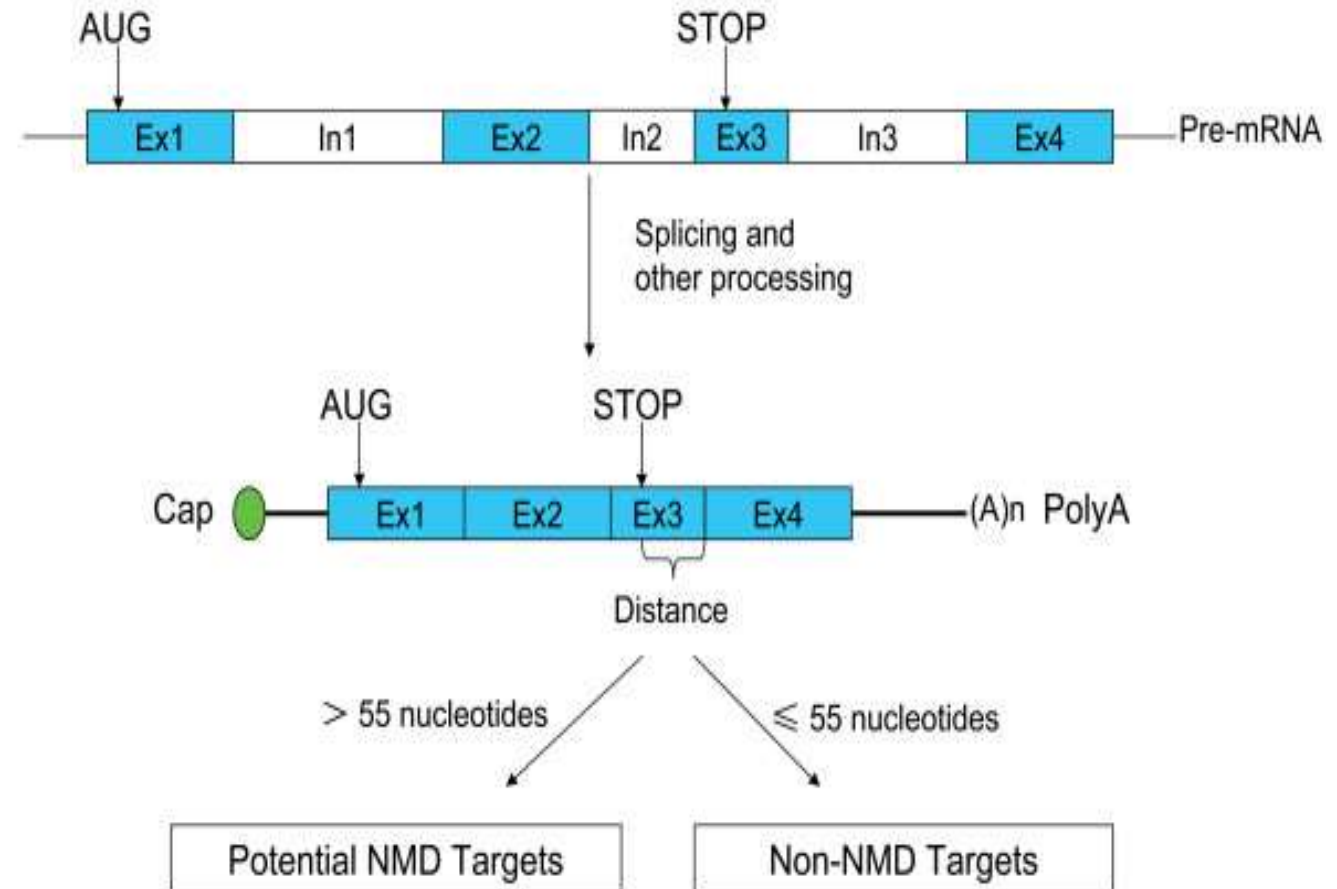 AUG STOP
Ex1 In1 Ex2 In2 Ex3 In3 Ex4 Pre-mRNA
Splicing and
other processing
AUG STOP
Cap Ex1 Ex2 Ex3 Ex4 (A)n PolyA
Distance
> 55 nucleotides ⩽ 55 nucleotides
Potential NMD Targets Non-NMD Targets